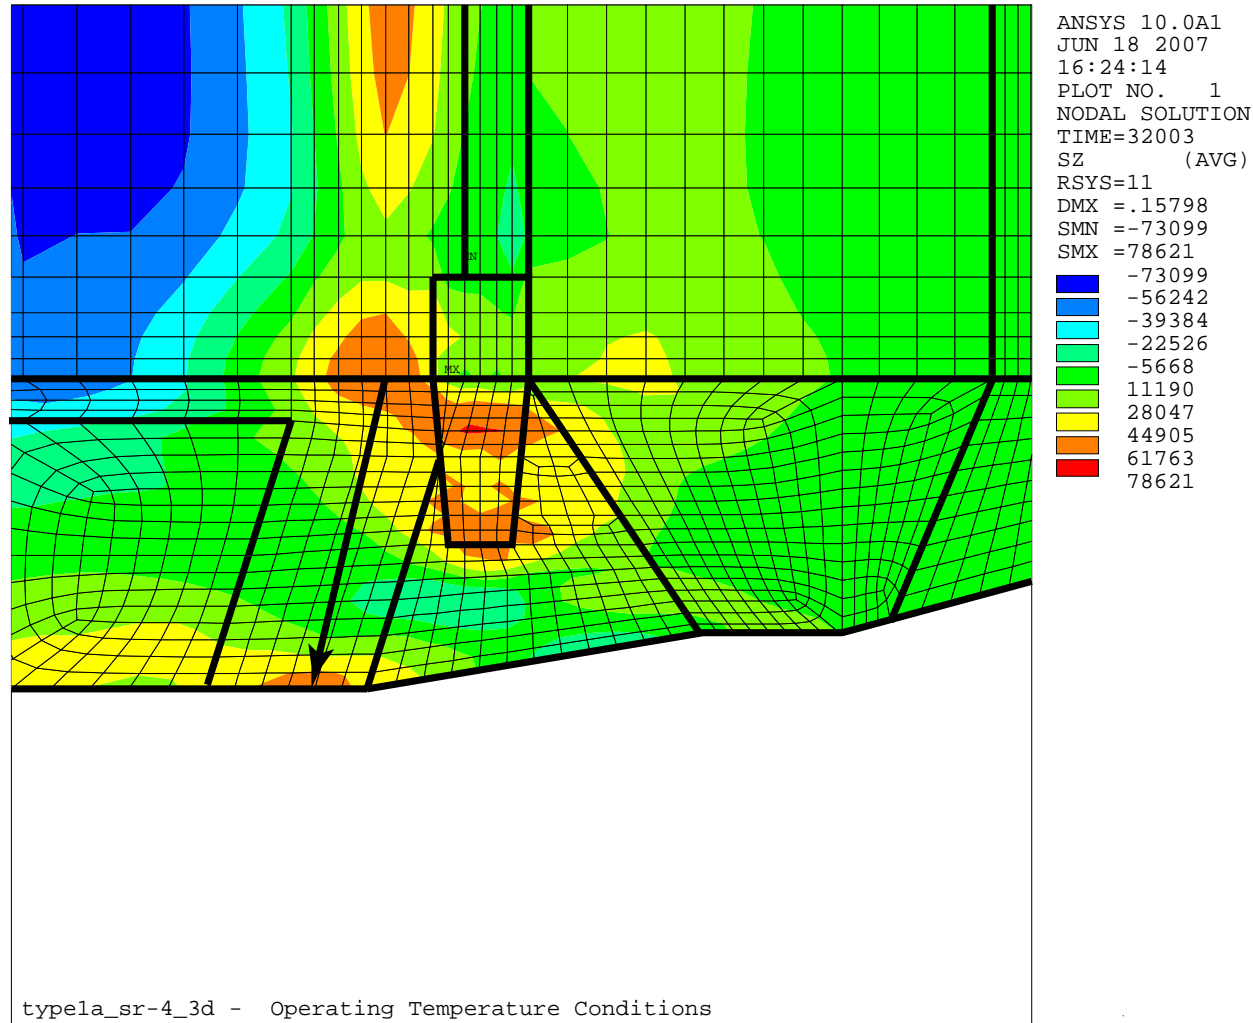 ANSYS 10.0A1
JUN 18 2007
16:24:14
PLOT NO. 1
NODAL SOLUTION
TIME=32003
SZ (AVG)
RSYS=11
DMX =.15798
SMN =-73099
SMX =78621
-73099
-56242
-39384
-22526
-5668
11190
28047
44905
61763
78621
N
MX
type1a_sr-4_3d - Operating Temperature Conditions